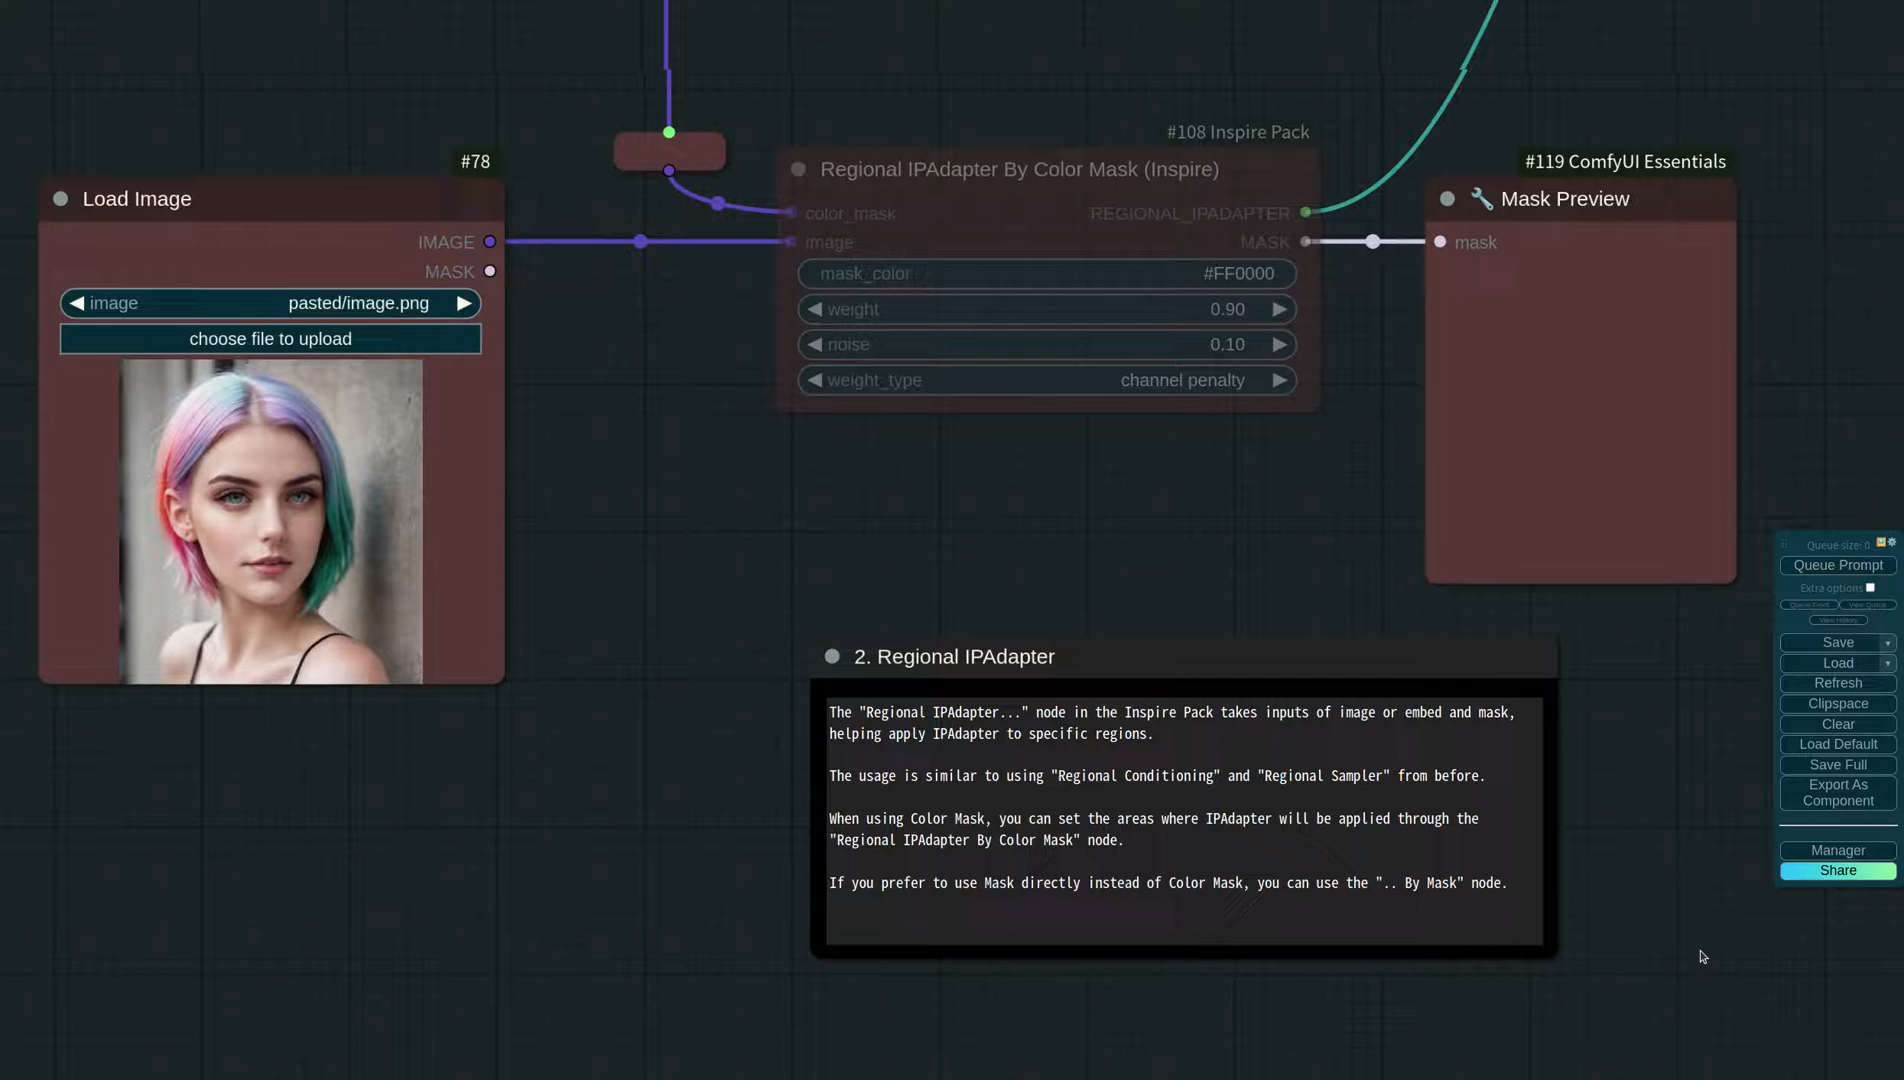 #78
Load Image
IMAGE
MASK
image pasted/image.png
choose file to upload
#108 Inspire Pack
Regional IPAdapter By Color Mask (Inspire)
color_mask REGIONAL_IPADAPTER
image MASK
mask_color #FF0000
weight 0.90
noise 0.10
weight_type channel penalty
#119 ComfyUI Essentials
Mask Preview
mask
2. Regional IPAdapter
The "Regional IPAdapter..." node in the Inspire Pack takes inputs of image or embed and mask,
helping apply IPAdapter to specific regions.
The usage is similar to using "Regional Conditioning" and "Regional Sampler" from before.
When using Color Mask, you can set the areas where IPAdapter will be applied through the
"Regional IPAdapter By Color Mask" node.
If you prefer to use Mask directly instead of Color Mask, you can use the ".. By Mask" node.
Queue size: 0
Queue Prompt
Extra options
Queue Front View Queue
View History
Save
Load
Refresh
Clipspace
Clear
Load Default
Save Full
Export As
Component
Manager
Share